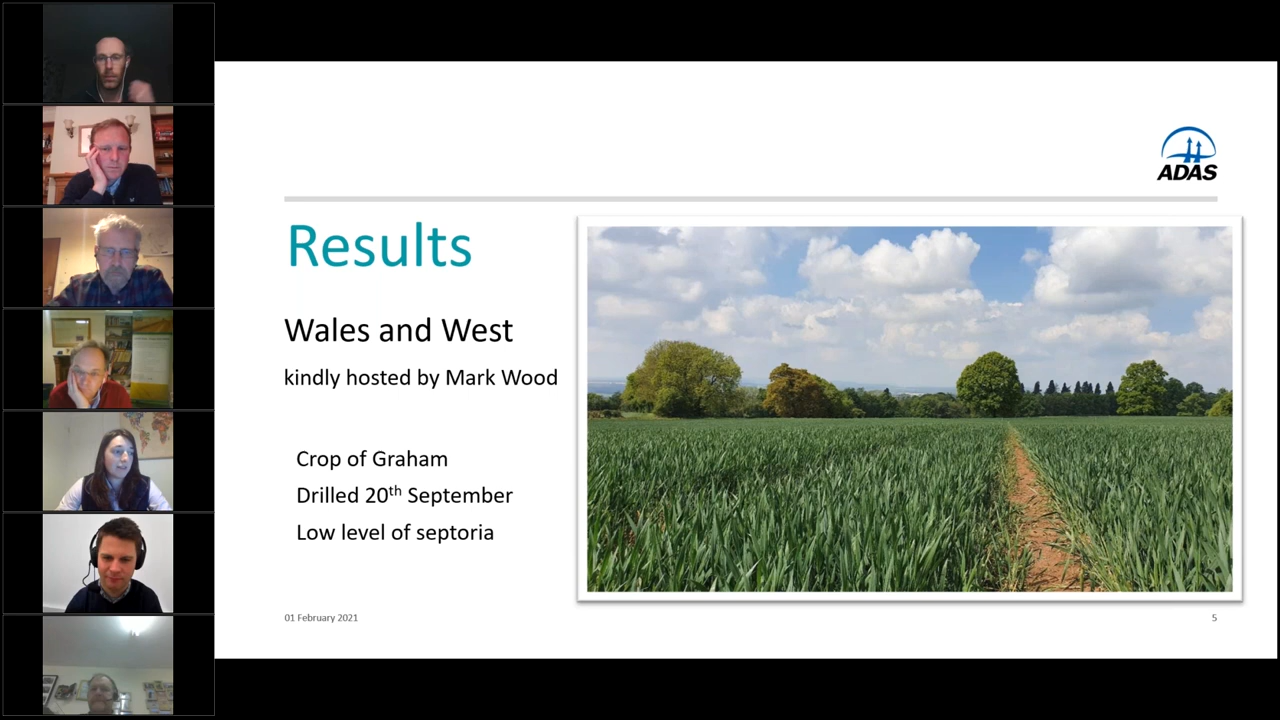 ADAS
Results
Wales and West
kindly hosted by Mark Wood
Crop of Graham
Drilled 20th September
Low level of septoria
01 February 2021
5